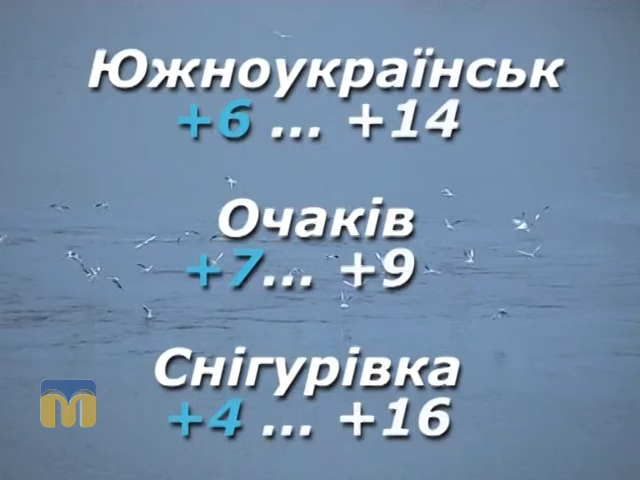 Южноукраїнськ
+6 ... +14
Очаків
+7... +9
Снігурівка
+4 ... +16
M